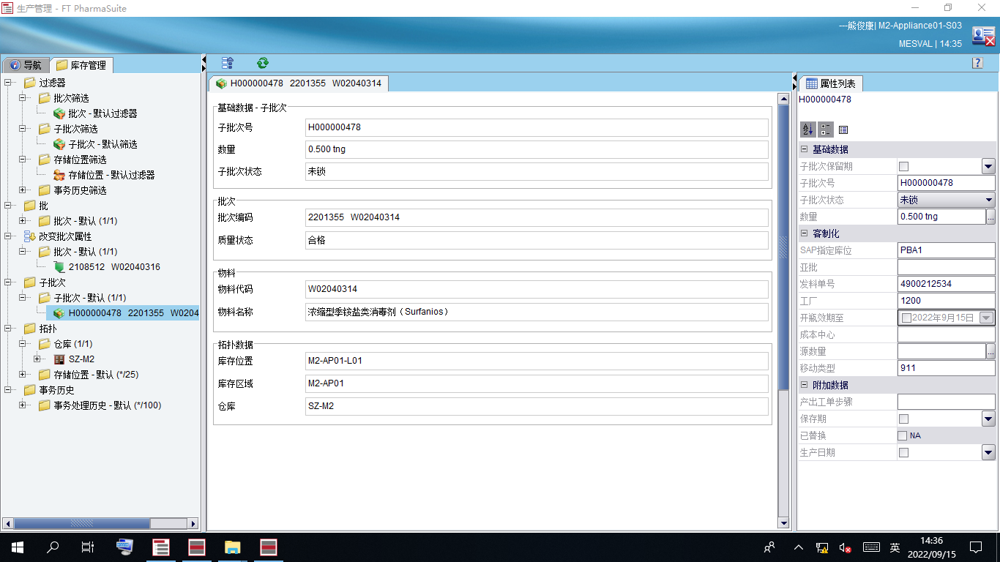 生产管理 - FT PharmaSuite
---熊俊康| M2-Appliance01-S03
MESVAL | 14:35
导航
库存管理
过滤器
批次筛选
批次 - 默认过滤器
子批次筛选
子批次 - 默认筛选
存储位置筛选
存储位置 - 默认过滤器
事务历史筛选
批
批次 - 默认 (1/1)
改变批次属性
批次 - 默认 (1/1)
2108512 W02040316
子批次
子批次 - 默认 (1/1)
H000000478 2201355 W0204
拓扑
仓库 (1/1)
SZ-M2
存储位置 - 默认 (*/25)
事务历史
事务处理历史 - 默认 (*/100)
H000000478 2201355 W02040314
基础数据 - 子批次
子批次号 H000000478
数量 0.500 tng
子批次状态 未锁
批次
批次编码 2201355 W02040314
质量状态 合格
物料
物料代码 W02040314
物料名称 浓缩型季铵盐类消毒剂（Surfanios）
拓扑数据
库存位置 M2-AP01-L01
库存区域 M2-AP01
仓库 SZ-M2
?
属性列表
H000000478
基础数据
子批次保留期
子批次号 H000000478
子批次状态 未锁
数量 0.500 tng ...
客制化
SAP指定库位 PBA1
亚批
发料单号 4900212534
工厂 1200
开瓶效期至 2022年9月15日
成本中心
源数量 ...
移动类型 911
附加数据
产出工单步骤
保存期
已替换 NA
生产日期
英
14:36
2022/09/15